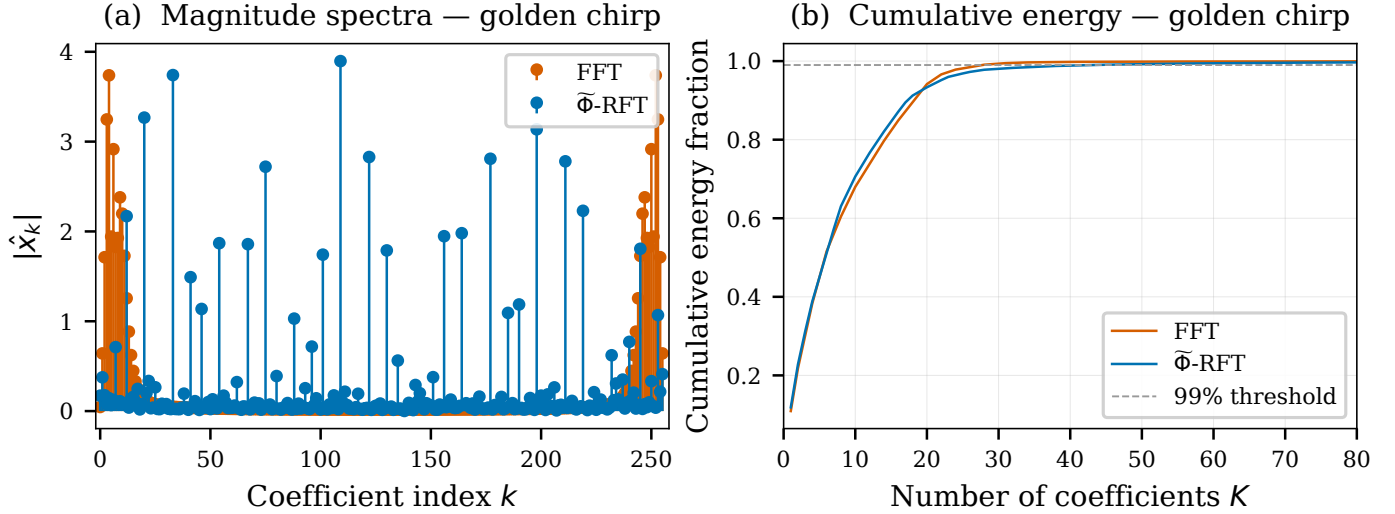 (a) Magnitude spectra — golden chirp
|x̂ₖ|
4
3
2
1
0
0 50 100 150 200 250
Coefficient index k
FFT
Φ̃-RFT
(b) Cumulative energy — golden chirp
Cumulative energy fraction
1.0
0.8
0.6
0.4
0.2
0 10 20 30 40 50 60 70 80
Number of coefficients K
FFT
Φ̃-RFT
99% threshold